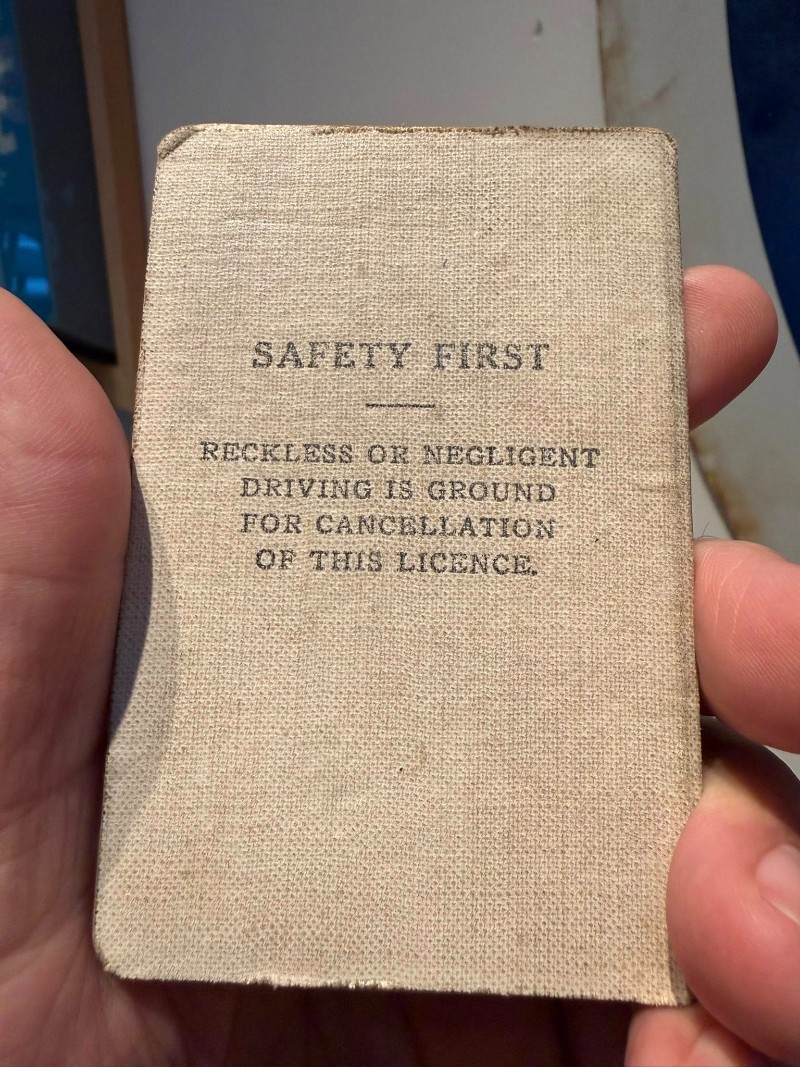 SAFETY FIRST
RECKLESS OR NEGLIGENT
DRIVING IS GROUND
FOR CANCELLATION
OF THIS LICENCE.